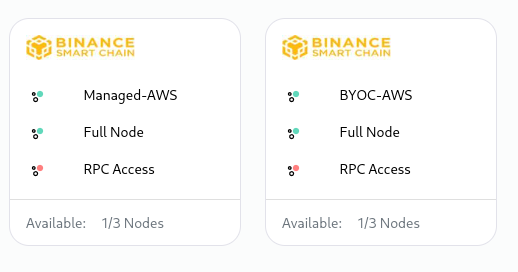 BINANCE
SMART CHAIN
Managed-AWS
Full Node
RPC Access
Available: 1/3 Nodes
BINANCE
SMART CHAIN
BYOC-AWS
Full Node
RPC Access
Available: 1/3 Nodes